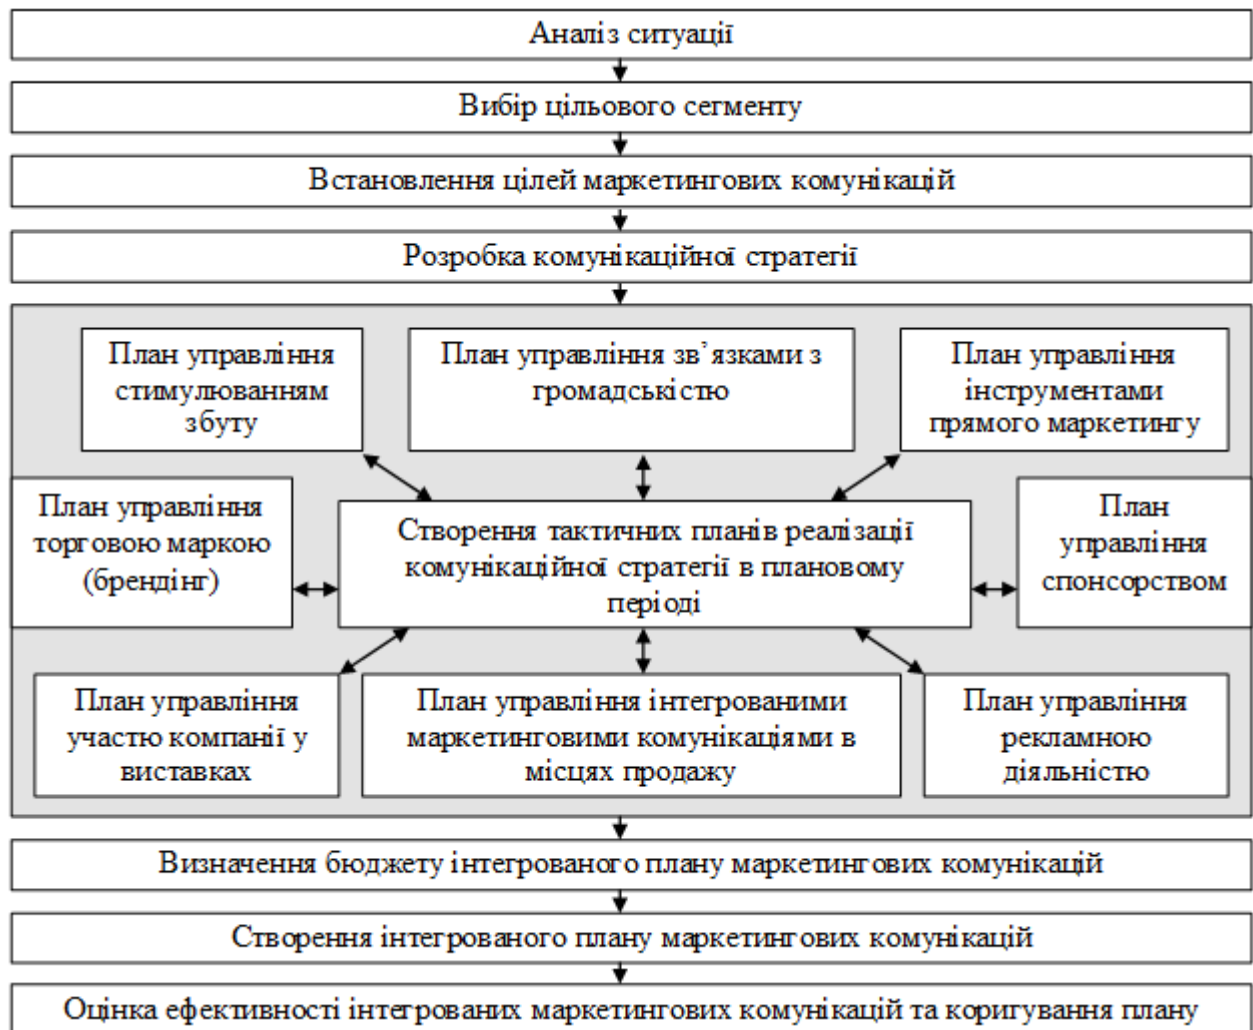 Аналіз ситуації
Вибір цільового сегменту
Встановлення цілей маркетингових комунікацій
Розробка комунікаційної стратегії
План управління
стимулюванням
збуту
План управління зв’язками з
громадськістю
План управління
інструментами
прямого маркетингу
План управління
торговою маркою
(брендінг)
Створення тактичних планів реалізації
комунікаційної стратегії в плановому
періоді
План
управління
спонсорством
План управління
участю компанії у
виставках
План управління інтегрованими
маркетинговими комунікаціями в
місцях продажу
План управління
рекламною
діяльністю
Визначення бюджету інтегрованого плану маркетингових комунікацій
Створення інтегрованого плану маркетингових комунікацій
Оцінка ефективності інтегрованих маркетингових комунікацій та коригування плану